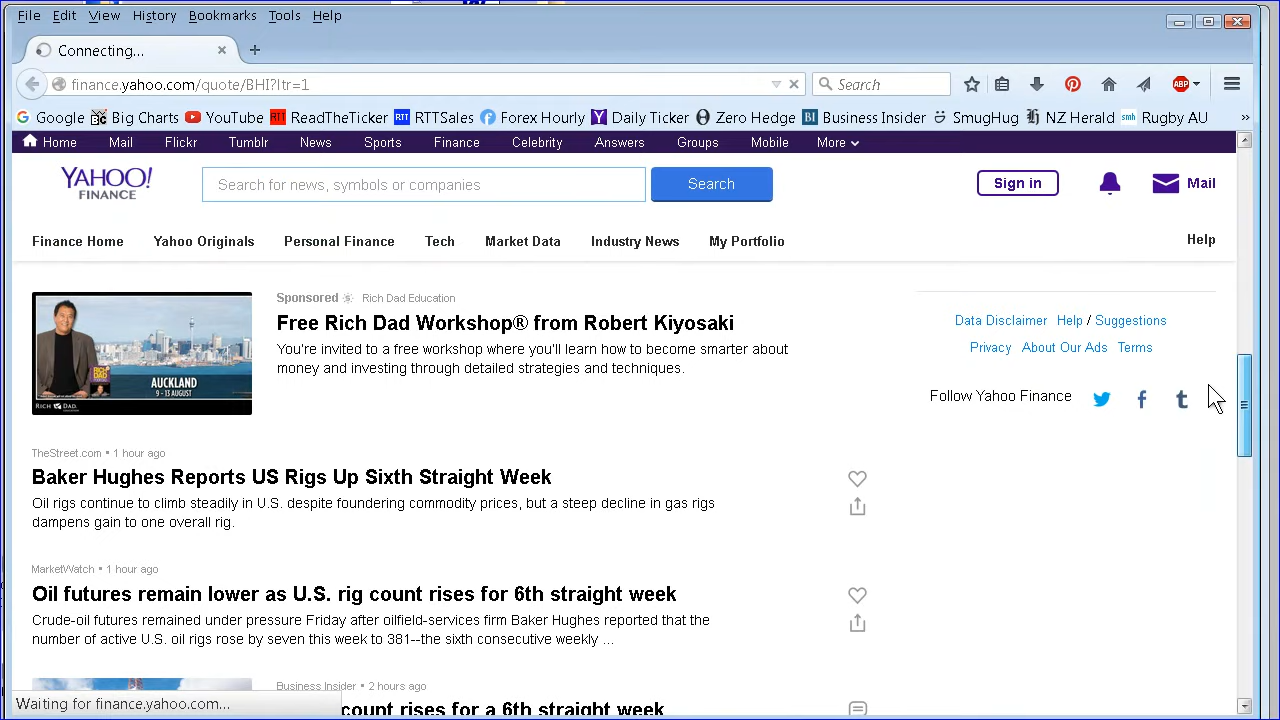 File Edit View History Bookmarks Tools Help
Connecting...
finance.yahoo.com/quote/BHI?ltr=1
Search
Google Big Charts YouTube ReadTheTicker RTTSales Forex Hourly Daily Ticker Zero Hedge Business Insider SmugHug NZ Herald Rugby AU »
Home Mail Flickr Tumblr News Sports Finance Celebrity Answers Groups Mobile More
YAHOO!
FINANCE
Search for news, symbols or companies
Search
Sign in
Mail
Finance Home Yahoo Originals Personal Finance Tech Market Data Industry News My Portfolio Help
Sponsored Rich Dad Education
Free Rich Dad Workshop® from Robert Kiyosaki
You're invited to a free workshop where you'll learn how to become smarter about
money and investing through detailed strategies and techniques.
AUCKLAND
9 - 13 AUGUST
RICH DAD
Data Disclaimer Help / Suggestions
Privacy About Our Ads Terms
Follow Yahoo Finance
TheStreet.com • 1 hour ago
Baker Hughes Reports US Rigs Up Sixth Straight Week
Oil rigs continue to climb steadily in U.S. despite foundering commodity prices, but a steep decline in gas rigs
dampens gain to one overall rig.
MarketWatch • 1 hour ago
Oil futures remain lower as U.S. rig count rises for 6th straight week
Crude-oil futures remained under pressure Friday after oilfield-services firm Baker Hughes reported that the
number of active U.S. oil rigs rose by seven this week to 381--the sixth consecutive weekly ...
Business Insider • 2 hours ago
count rises for a 6th straight week
Waiting for finance.yahoo.com...